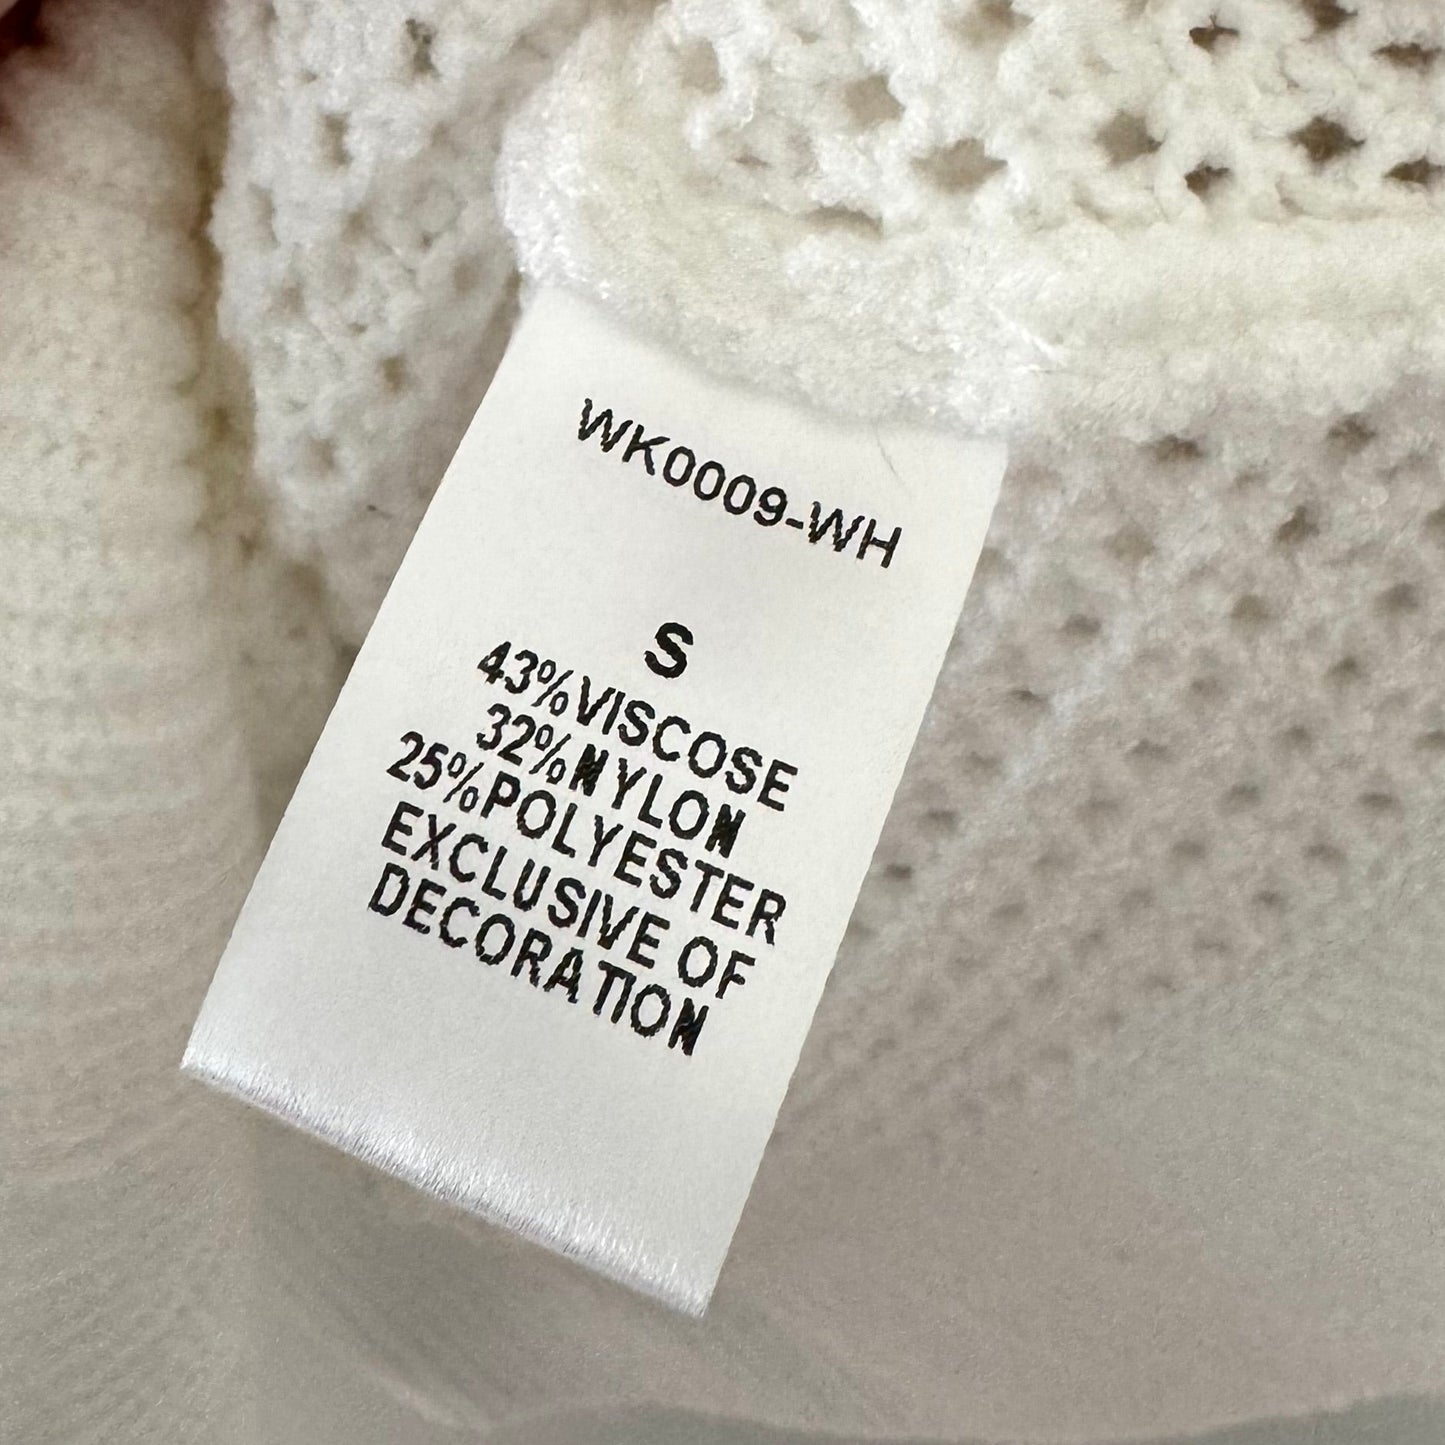 WK0009-WH
S
43%VISCOSE
32%NYLON
25%POLYESTER
EXCLUSIVE OF
DECORATION